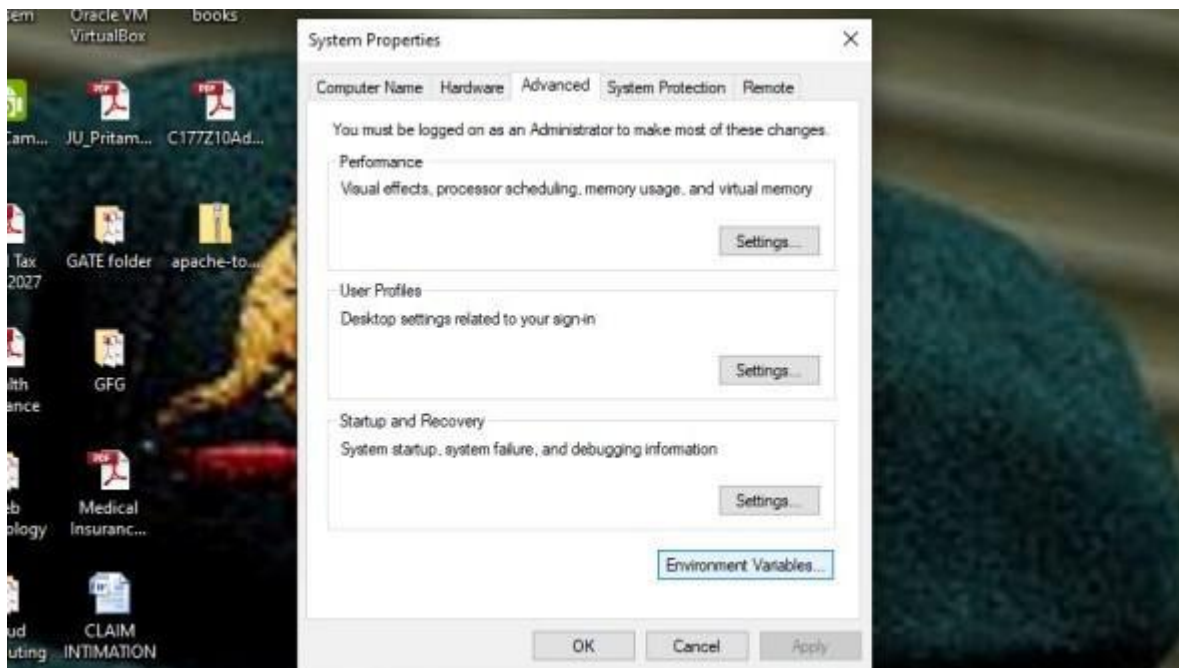 Oracle VM
VirtualBox
books
JU_Pritam...
C177Z10Ad...
Tax
2027
GATE folder
apache-to....
GFG
Medical
Insuranc...
CLAIM
INTIMATION
System Properties
Computer Name
Hardware
Advanced
System Protection
Remote
You must be logged on as an Administrator to make most of these changes.
Performance
Visual effects, processor scheduling, memory usage, and virtual memory
Settings...
User Profiles
Desktop settings related to your sign-in
Settings...
Startup and Recovery
System startup, system failure, and debugging information
Settings...
Environment Variables...
OK
Cancel
Apply